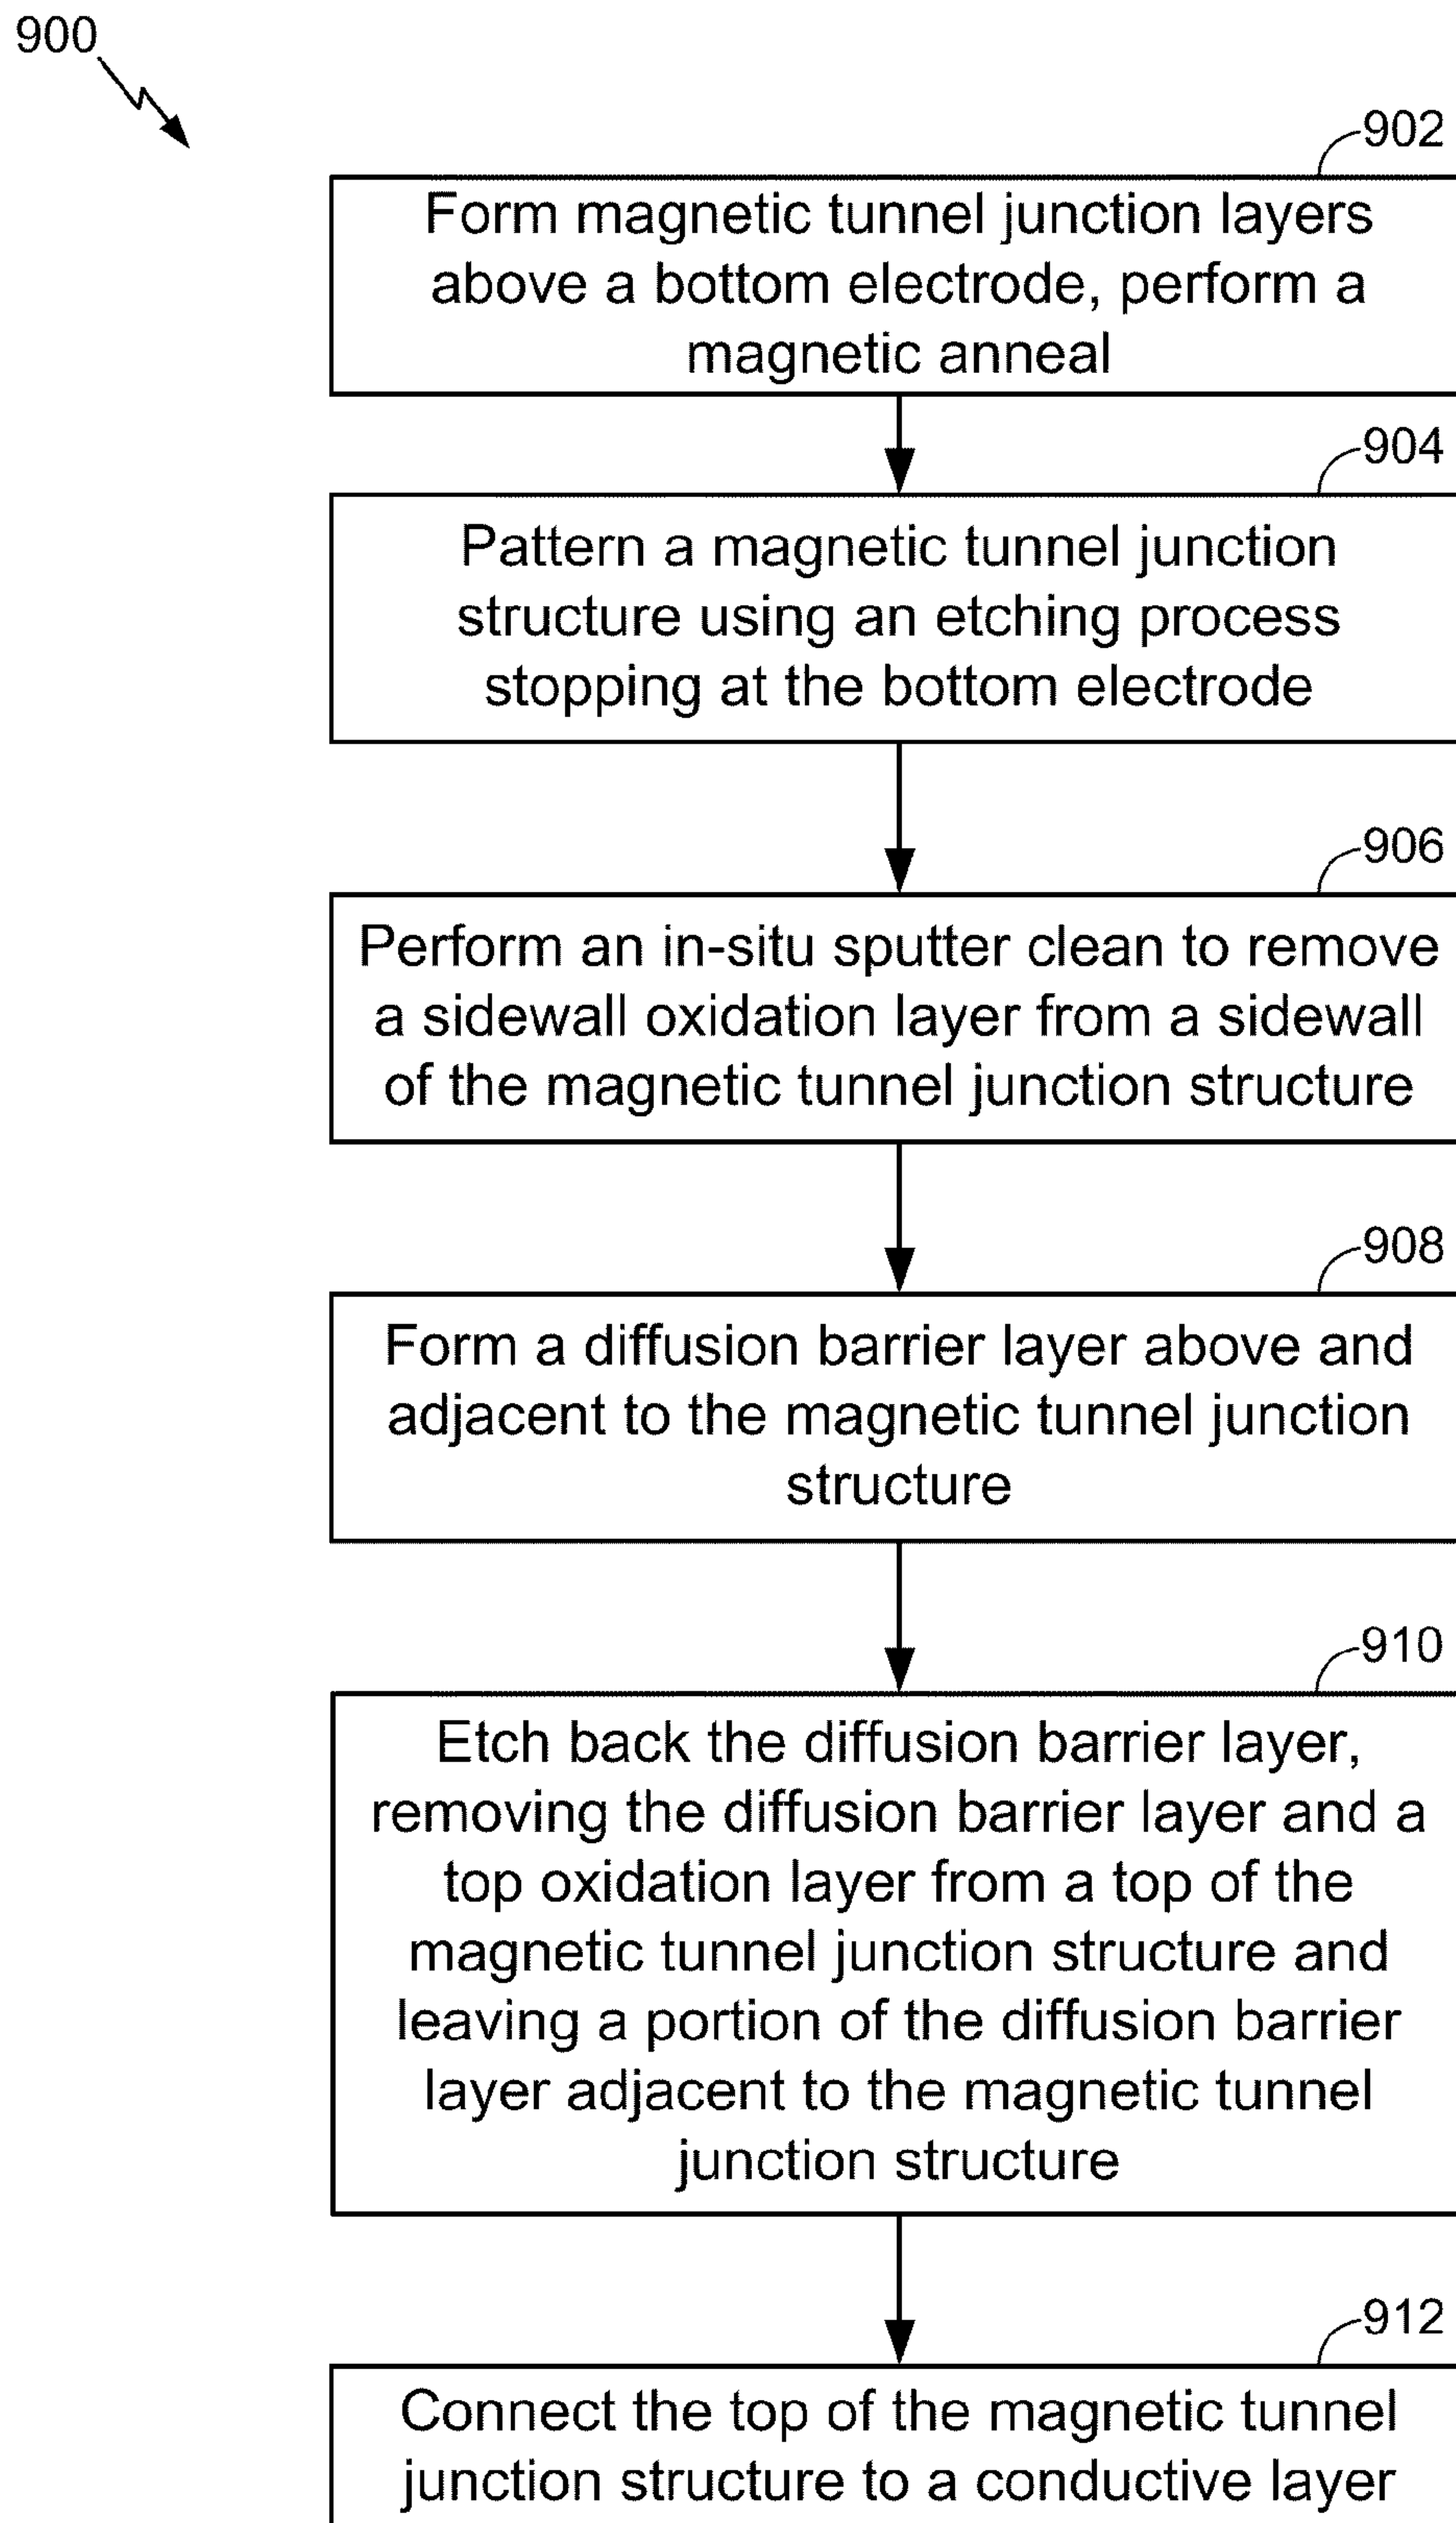 900
902
Form magnetic tunnel junction layers
above a bottom electrode, perform a
magnetic anneal
904
Pattern a magnetic tunnel junction
structure using an etching process
stopping at the bottom electrode
906
Perform an in-situ sputter clean to remove
a sidewall oxidation layer from a sidewall
of the magnetic tunnel junction structure
908
Form a diffusion barrier layer above and
adjacent to the magnetic tunnel junction
structure
910
Etch back the diffusion barrier layer,
removing the diffusion barrier layer and a
top oxidation layer from a top of the
magnetic tunnel junction structure and
leaving a portion of the diffusion barrier
layer adjacent to the magnetic tunnel
junction structure
912
Connect the top of the magnetic tunnel
junction structure to a conductive layer